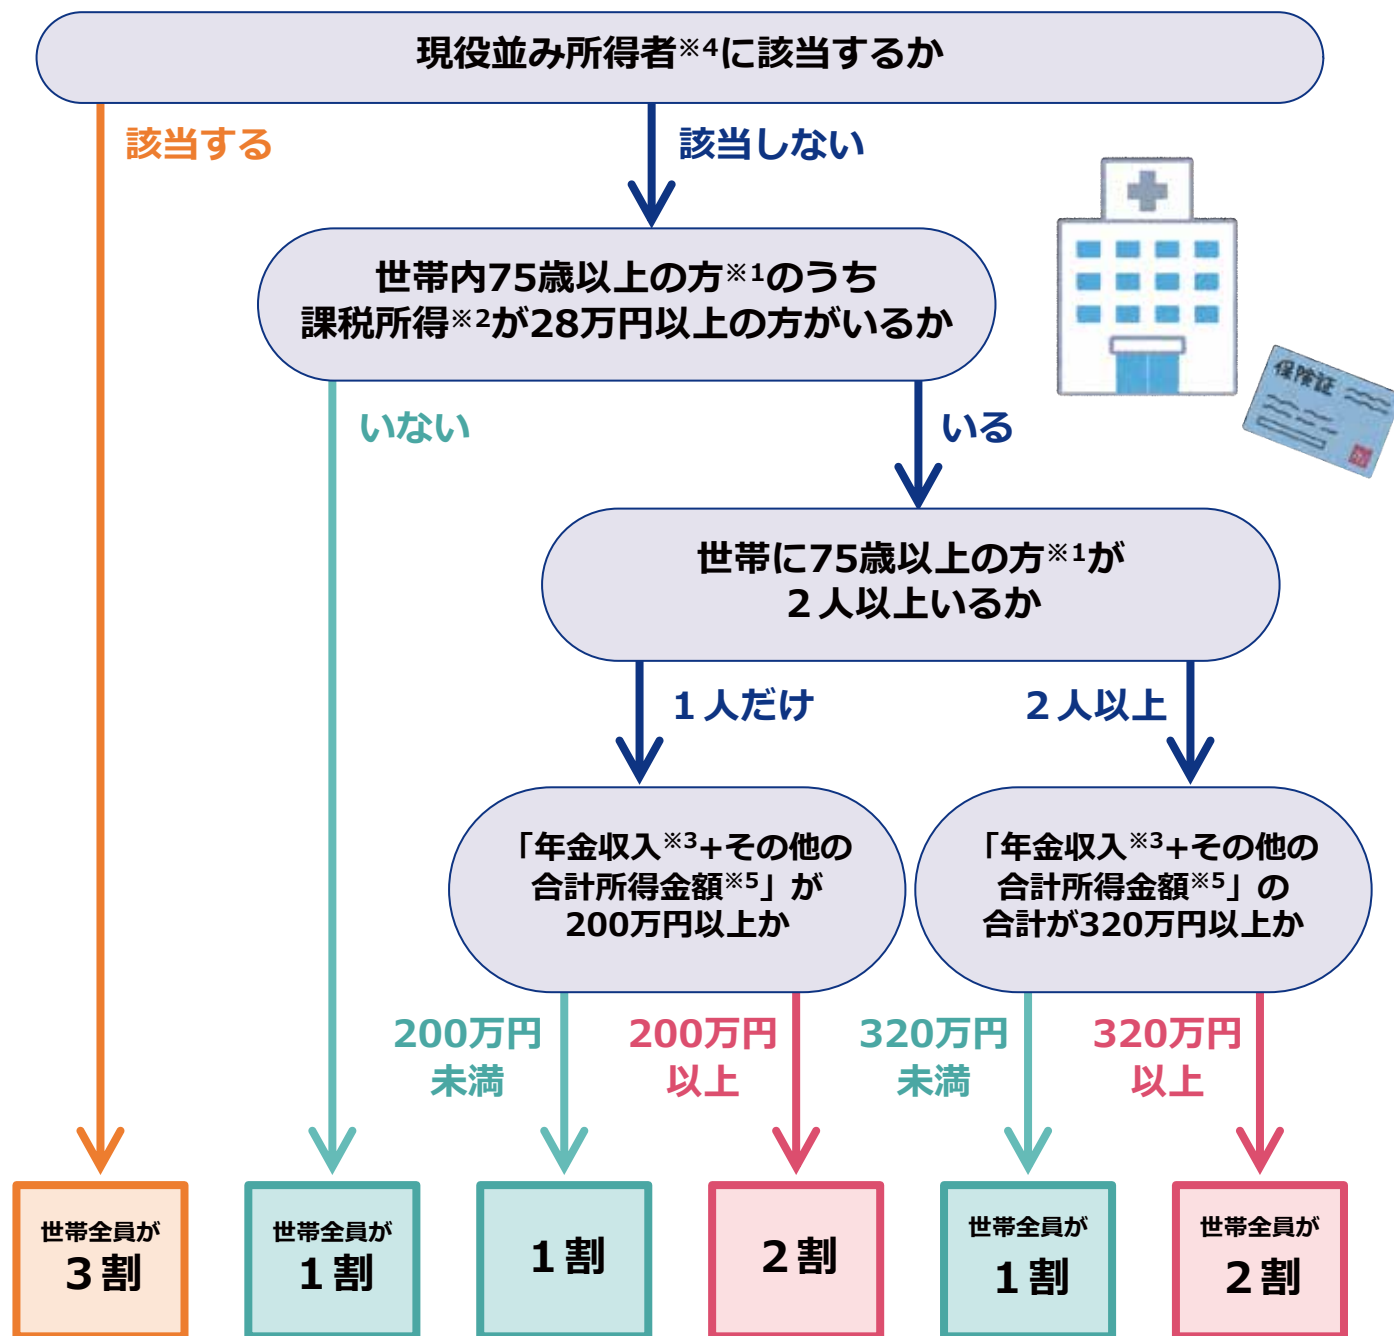 現役並み所得者※4に該当するか
該当する
該当しない
世帯内75歳以上の方※1のうち
課税所得※2が28万円以上の方がいるか
保険証
いない
いる
世帯に75歳以上の方※1が
２人以上いるか
１人だけ
２人以上
「年金収入※3+その他の
合計所得金額※5」が
200万円以上か
「年金収入※3+その他の
合計所得金額※5」の
合計が320万円以上か
200万円
未満
200万円
以上
320万円
未満
320万円
以上
世帯全員が
３割
世帯全員が
１割
１割
２割
世帯全員が
１割
世帯全員が
２割